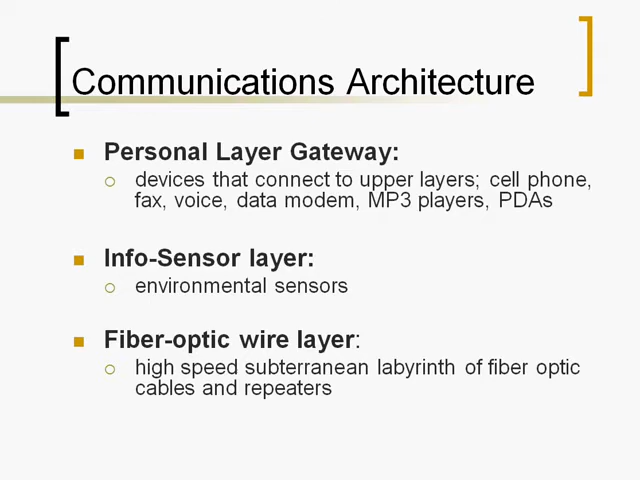 Communications Architecture
Personal Layer Gateway:
devices that connect to upper layers; cell phone,
fax, voice, data modem, MP3 players, PDAs
Info-Sensor layer:
environmental sensors
Fiber-optic wire layer:
high speed subterranean labyrinth of fiber optic
cables and repeaters